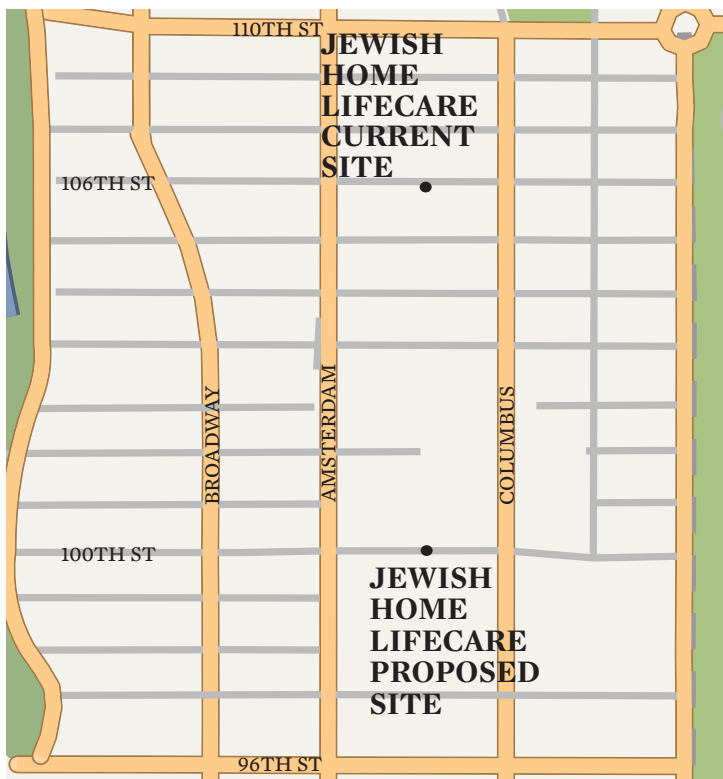 110TH ST
JEWISH
HOME
LIFECARE
CURRENT
SITE
106TH ST
BROADWAY
AMSTERDAM
COLUMBUS
100TH ST
JEWISH
HOME
LIFECARE
PROPOSED
SITE
96TH ST